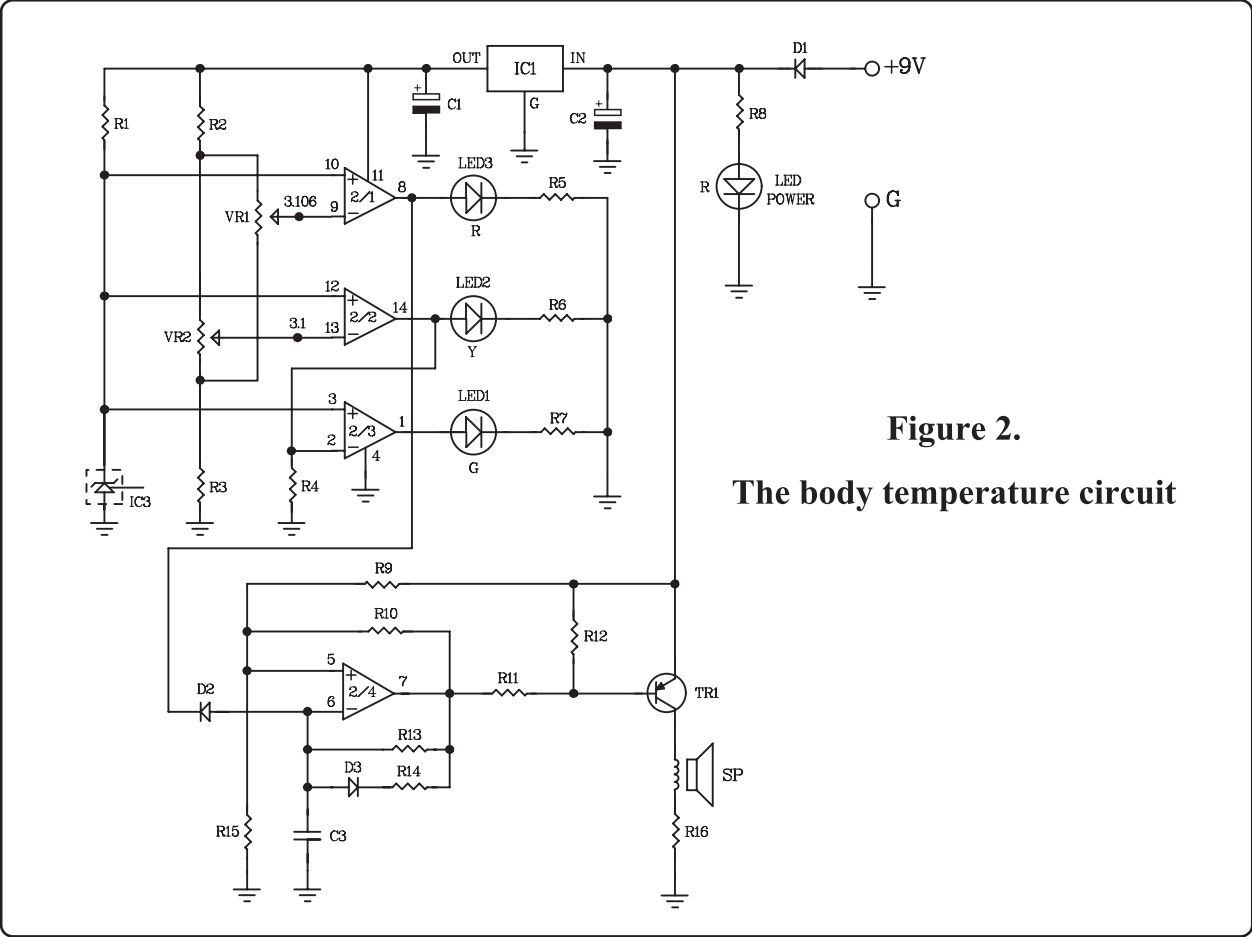 D1
OUT
IC1
IN
+9V
G
C1
C2
R1
R2
R8
LED3
10
11
8
R5
2/1
3.106
9
VR1
R
R
LED
POWER
G
LED2
12
14
R6
2/2
3.1
13
VR2
Y
LED1
3
1
R7
2/3
2
4
G
Figure 2.
The body temperature circuit
R3
R4
IC3
R9
R10
R12
5
7
R11
2/4
6
D2
TR1
R13
D3
R14
SP
R15
C3
R16